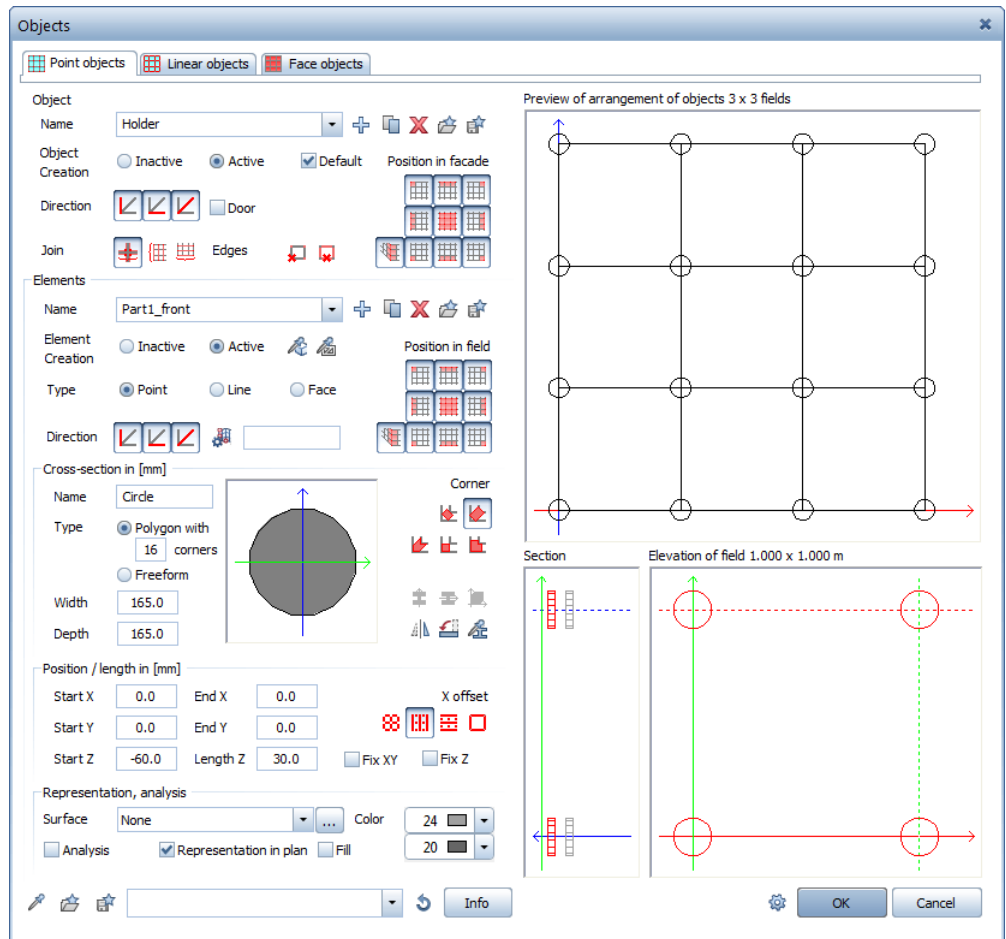 Objects
Point objects Linear objects Face objects
Object
Name Holder
Object Creation Inactive Active Default Position in facade
Direction Door
Join Edges
Elements
Name Part1_front
Element Creation Inactive Active Position in field
Type Point Line Face
Direction
Cross-section in [mm]
Name Circle Corner
Type Polygon with
16 corners
Freeform
Width 165.0
Depth 165.0
Position / length in [mm]
Start X 0.0 End X 0.0 X offset
Start Y 0.0 End Y 0.0
Start Z -60.0 Length Z 30.0 Fix XY Fix Z
Representation, analysis
Surface None ... Color 24
Analysis Representation in plan Fill 20
Preview of arrangement of objects 3 x 3 fields
Section Elevation of field 1.000 x 1.000 m
Info OK Cancel